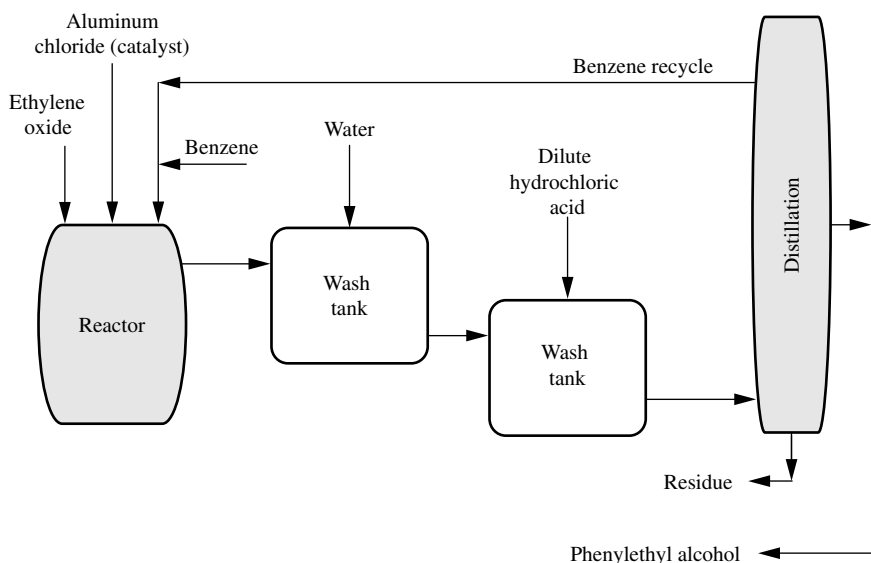 Aluminum
chloride (catalyst)
Benzene recycle
Ethylene
oxide
Benzene
Water
Dilute
hydrochloric
acid
Distillation
Wash
tank
Reactor
Wash
tank
Residue
Phenylethyl alcohol